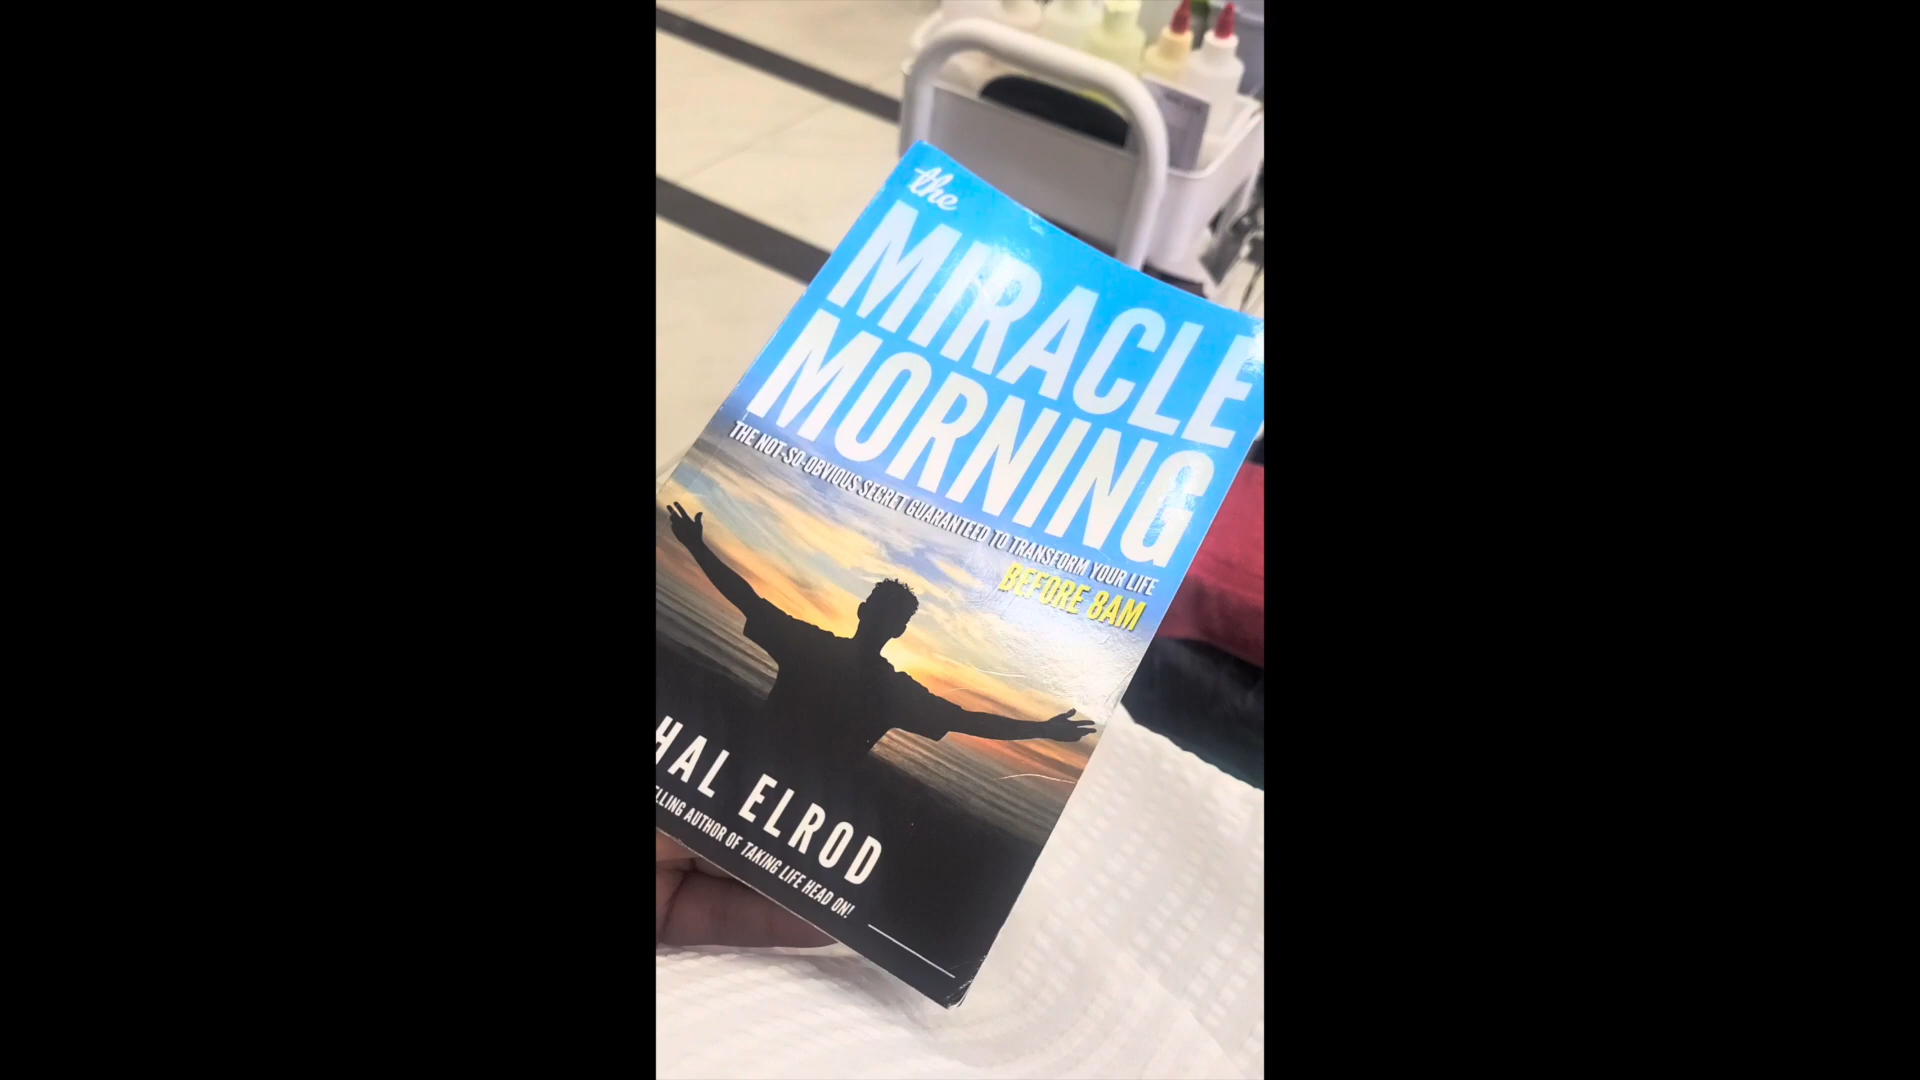 the
MIRACLE
MORNING
THE NOT-SO-OBVIOUS SECRET GUARANTEED TO TRANSFORM YOUR LIFE
BEFORE 8AM
HAL ELROD
AUTHOR OF TAKING LIFE HEAD ON!